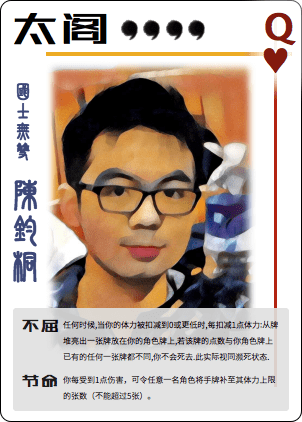 太阁
Q
國士無雙
陳鈞桐
不屈 任何时候,当你的体力被扣减到0或更低时,每扣减1点体力:从牌
堆亮出一张牌放在你的角色牌上,若该牌的点数与你角色牌上
已有的任何一张牌都不同,你不会死去.此实际视同濒死状态.
节命 你每受到1点伤害，可令任意一名角色将手牌补至其体力上限
的张数（不能超过5张）。